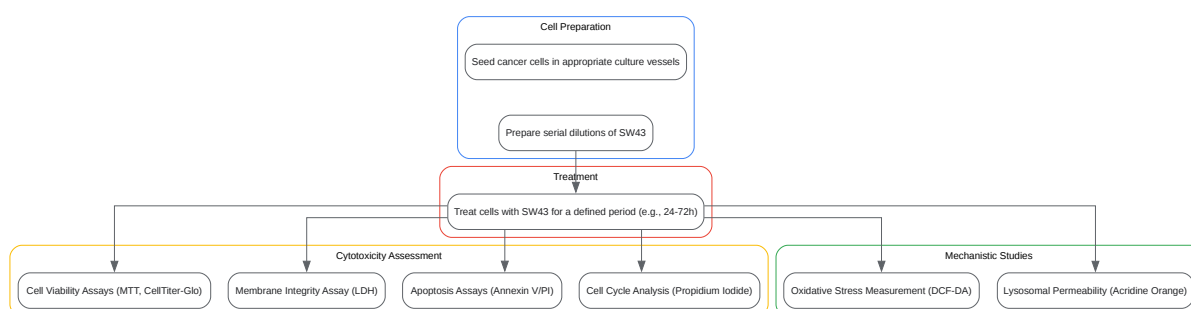 Cell Preparation
Seed cancer cells in appropriate culture vessels
Prepare serial dilutions of SW43
Treatment
Treat cells with SW43 for a defined period (e.g., 24-72h)
Cytotoxicity Assessment
Mechanistic Studies
Cell Viability Assays (MTT, CellTiter-Glo)
Membrane Integrity Assay (LDH)
Apoptosis Assays (Annexin V/PI)
Cell Cycle Analysis (Propidium Iodide)
Oxidative Stress Measurement (DCF-DA)
Lysosomal Permeability (Acridine Orange)